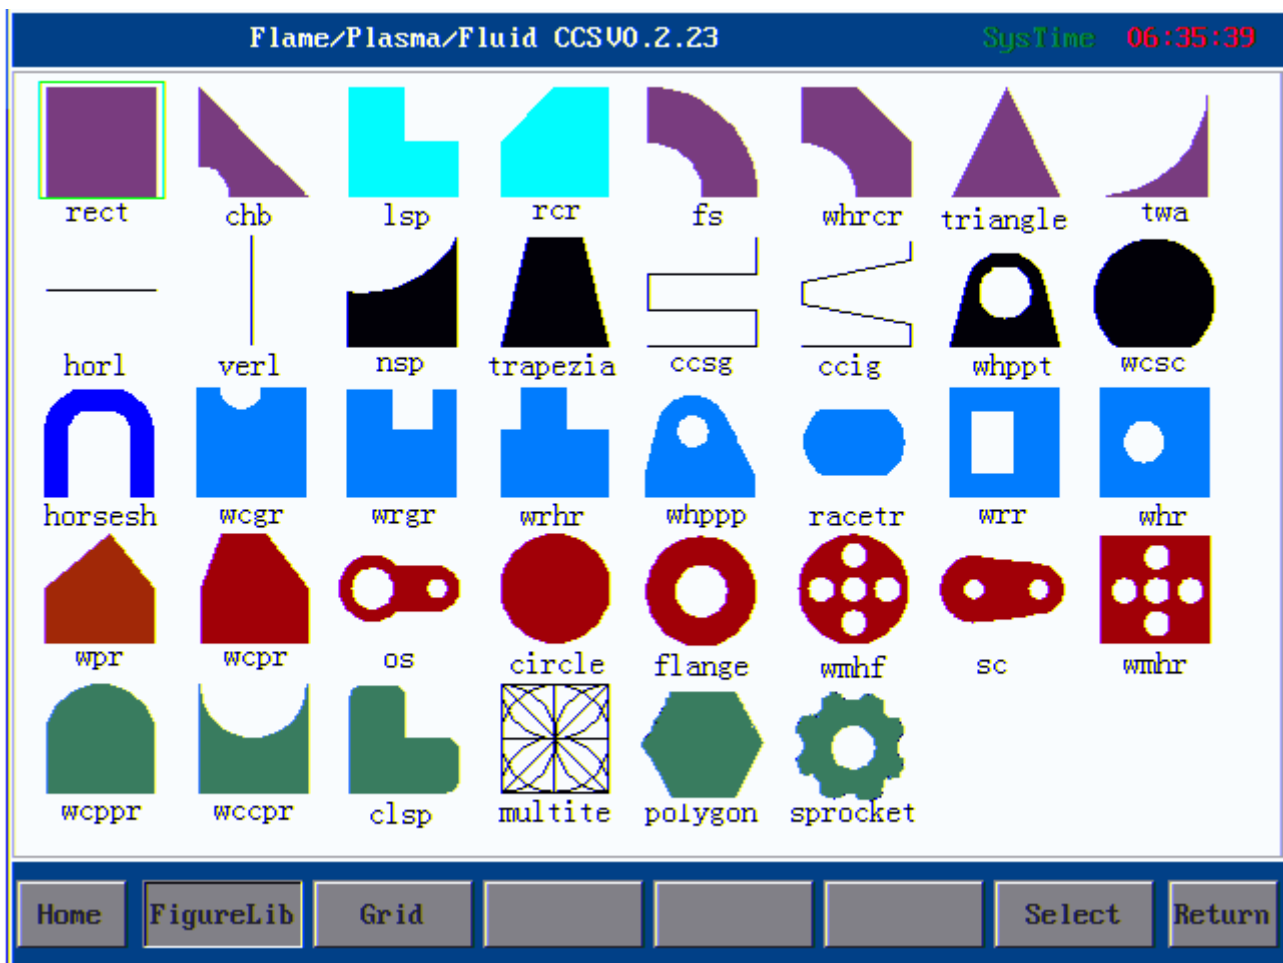 Flame/Plasma/Fluid CCSV0.2.23 SysTime 06:35:39
rect chb lsp rcr fs whrcr triangle twa
horl verl nsp trapezia ccsg ccig whppt wcsc
horsesh wcgr wrgr wrhr whppp racetr wrr whr
wpr wcpr os circle flange wmhf sc wmhr
wcppr wccpr clsp multite polygon sprocket
Home FigureLib Grid Select Return